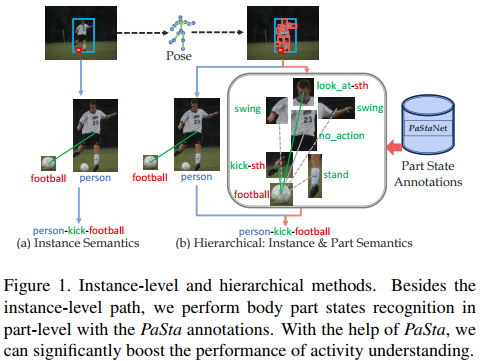 Pose
look_at-sth
swing
swing
23
23
no_action
PaStaNet
kick-sth
stand
Part State
Annotations
football
person
football
person
football
person-kick-football
person-kick-football
(a) Instance Semantics
(b) Hierarchical: Instance & Part Semantics
Figure 1. Instance-level and hierarchical methods. Besides the
instance-level path, we perform body part states recognition in
part-level with the PaSta annotations. With the help of PaSta, we
can significantly boost the performance of activity understanding.